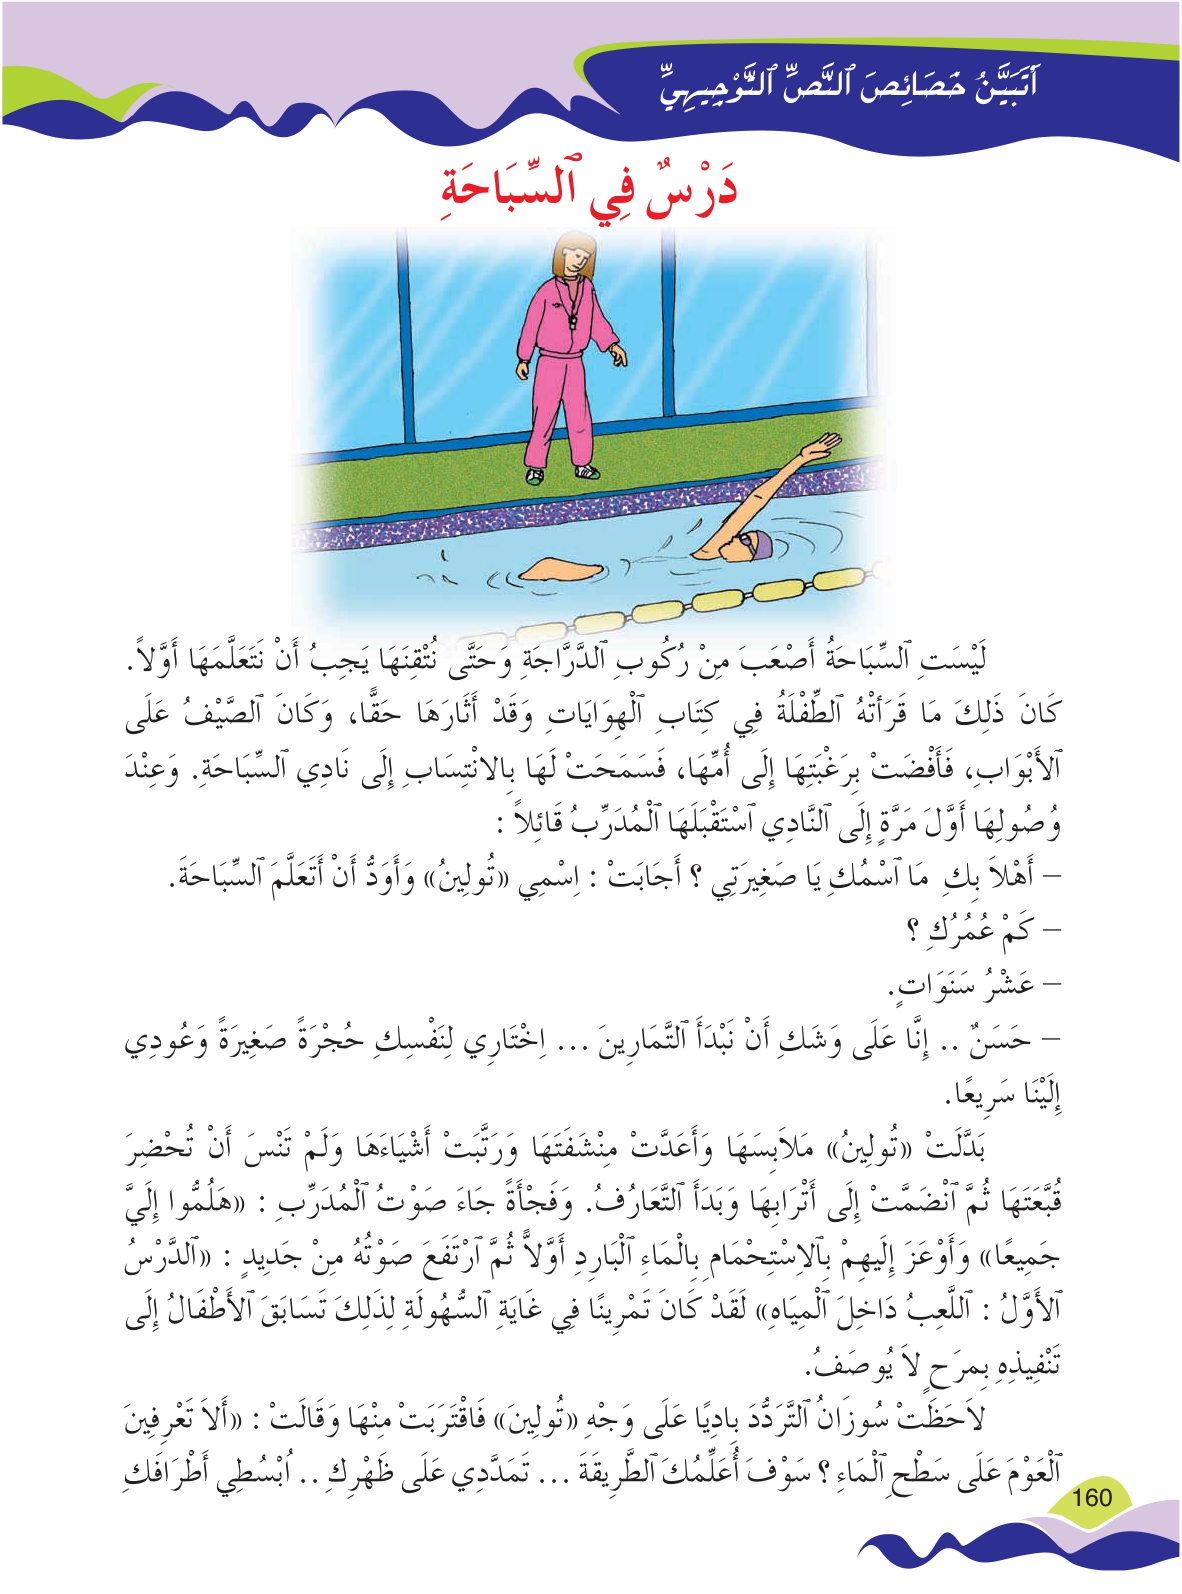 أَتَبَيَّنُ خَصَائِصَ ٱلنَّصِّ ٱلتَّوْجِيهِيِّ
دَرْسٌ فِي ٱلسِّبَاحَةِ
لَيْسَتِ ٱلسِّبَاحَةُ أَصْعَبَ مِنْ رُكُوبِ ٱلدَّرَّاجَةِ وَحَتَّى نُتْقِنَهَا يَجِبُ أَنْ نَتَعَلَّمَهَا أَوَّلاً.
كَانَ ذَلِكَ مَا قَرَأَتْهُ ٱلطِّفْلَةُ فِي كِتَابِ ٱلْهِوَايَاتِ وَقَدْ أَثَارَهَا حَقًّا، وَكَانَ ٱلصَّيْفُ عَلَى
ٱلأَبْوَابِ، فَأَفْضَتْ بِرَغْبَتِهَا إِلَى أُمِّهَا، فَسَمَحَتْ لَهَا بِالانْتِسَابِ إِلَى نَادِي ٱلسِّبَاحَةِ. وَعِنْدَ
وُصُولِهَا أَوَّلَ مَرَّةٍ إِلَى ٱلنَّادِي ٱسْتَقْبَلَهَا ٱلْمُدَرِّبُ قَائِلاً :
– أَهْلاَ بِكِ مَا ٱسْمُكِ يَا صَغِيرَتِي ؟ أَجَابَتْ : اِسْمِي «تُولِينُ» وَأَوَدُّ أَنْ أَتَعَلَّمَ ٱلسِّبَاحَةَ.
– كَمْ عُمُرُكِ ؟
– عَشْرُ سَنَوَاتٍ.
– حَسَنٌ .. إِنَّا عَلَى وَشَكِ أَنْ نَبْدَأَ ٱلتَّمَارِينَ ... اِخْتَارِي لِنَفْسِكِ حُجْرَةً صَغِيرَةً وَعُودِي
إِلَيْنَا سَرِيعًا.
بَدَّلَتْ «تُولِينُ» مَلاَبِسَهَا وَأَعَدَّتْ مِنْشَفَتَهَا وَرَتَّبَتْ أَشْيَاءَهَا وَلَمْ تَنْسَ أَنْ تُحْضِرَ
قُبَّعَتَهَا ثُمَّ ٱنْضَمَّتْ إِلَى أَتْرَابِهَا وَبَدَأَ ٱلتَّعَارُفُ. وَفَجْأَةً جَاءَ صَوْتُ ٱلْمُدَرِّبِ : «هَلُمُّوا إِلَيَّ
جَمِيعًا» وَأَوْعَزَ إِلَيهِمْ بِٱلاِسْتِحْمَامِ بِالْمَاءِ ٱلْبَارِدِ أَوَّلاً ثُمَّ ٱرْتَفَعَ صَوْتُهُ مِنْ جَدِيدٍ : «ٱلدَّرْسُ
ٱلأَوَّلُ : ٱللَّعِبُ دَاخِلَ ٱلْمِيَاهِ» لَقَدْ كَانَ تَمْرِينًا فِي غَايَةِ ٱلسُّهُولَةِ لِذَلِكَ تَسَابَقَ ٱلأَطْفَالُ إِلَى
تَنْفِيذِهِ بِمرَحٍ لاَ يُوصَفُ.
لاَحَظَتْ سُوزَانُ ٱلتَّرَدُّدَ بِادِيًا عَلَى وَجْهِ «تُولِينَ» فَاقْتَرَبَتْ مِنْهَا وَقَالَتْ : «أَلاَ تَعْرِفِينَ
ٱلْعَوْمَ عَلَى سَطْحِ ٱلْمَاءِ ؟ سَوْفَ أُعَلِّمُكَ ٱلطَّرِيقَةَ ... تَمَدَّدِي عَلَى ظَهْرِكِ .. اُبْسُطِي أَطْرَافَكِ
160